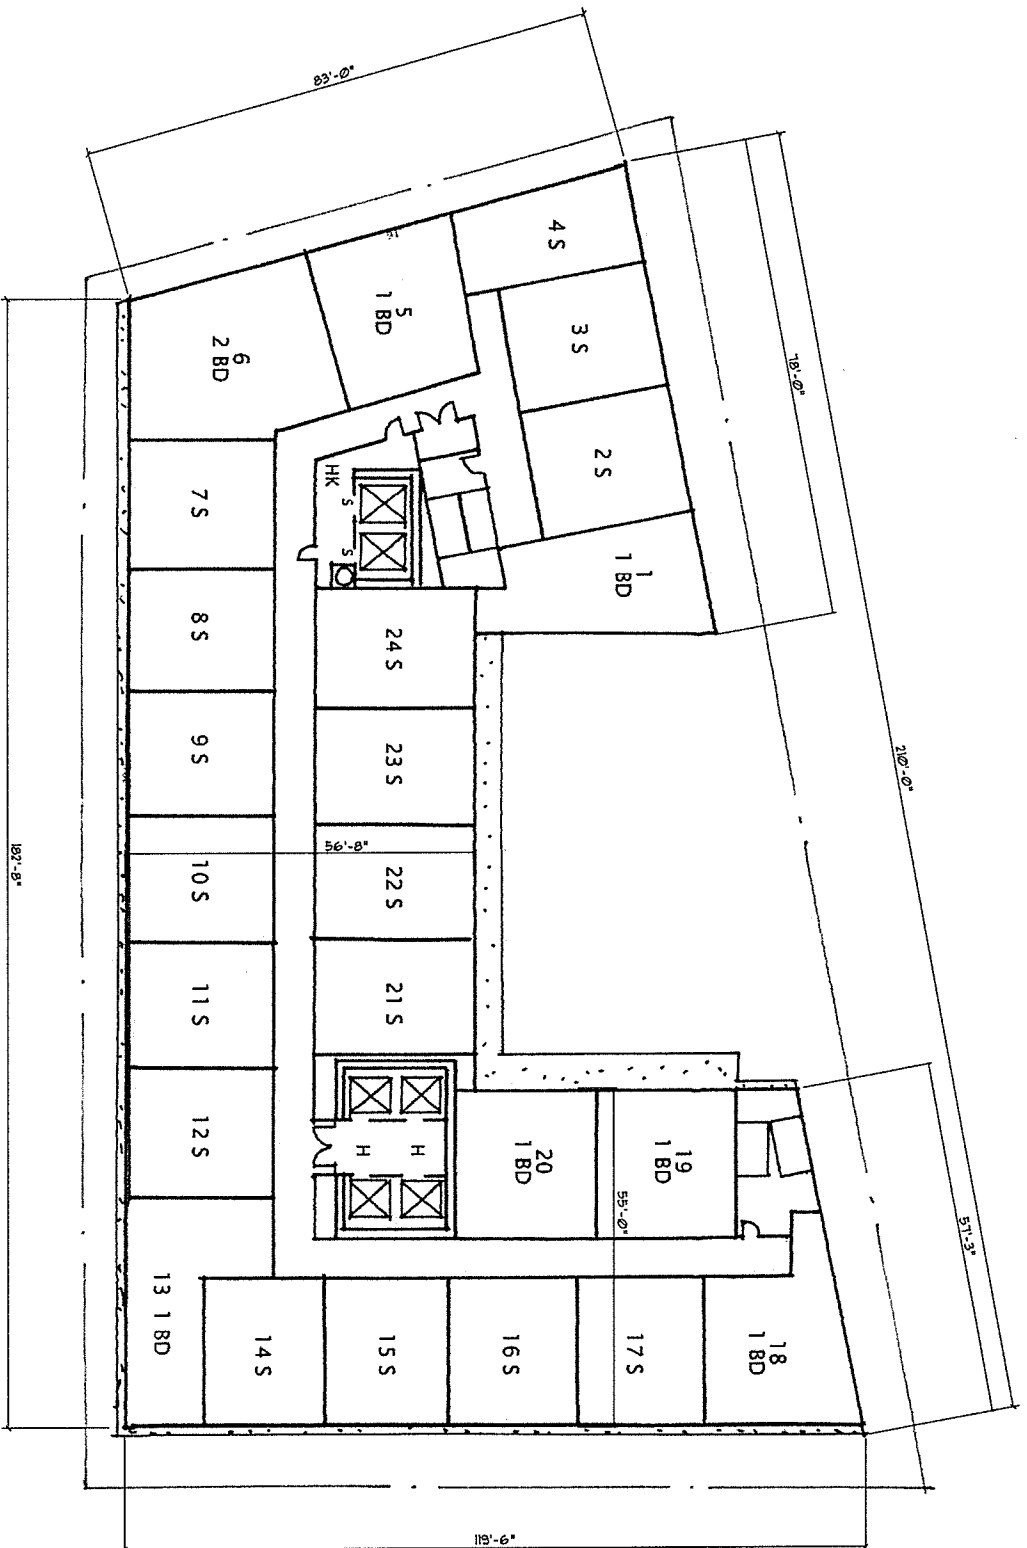 83'-0"
4 S
5
1 BD
3 S
6
2 BD
78'-0"
2 S
HK
S
S
7 S
1
1 BD
8 S
24 S
9 S
23 S
210'-0"
182'-8"
56'-8"
10 S
22 S
11 S
21 S
12 S
H
H
20
1 BD
19
1 BD
55'-0"
57'-3"
13 1 BD
14 S
15 S
16 S
17 S
18
1 BD
119'-6"